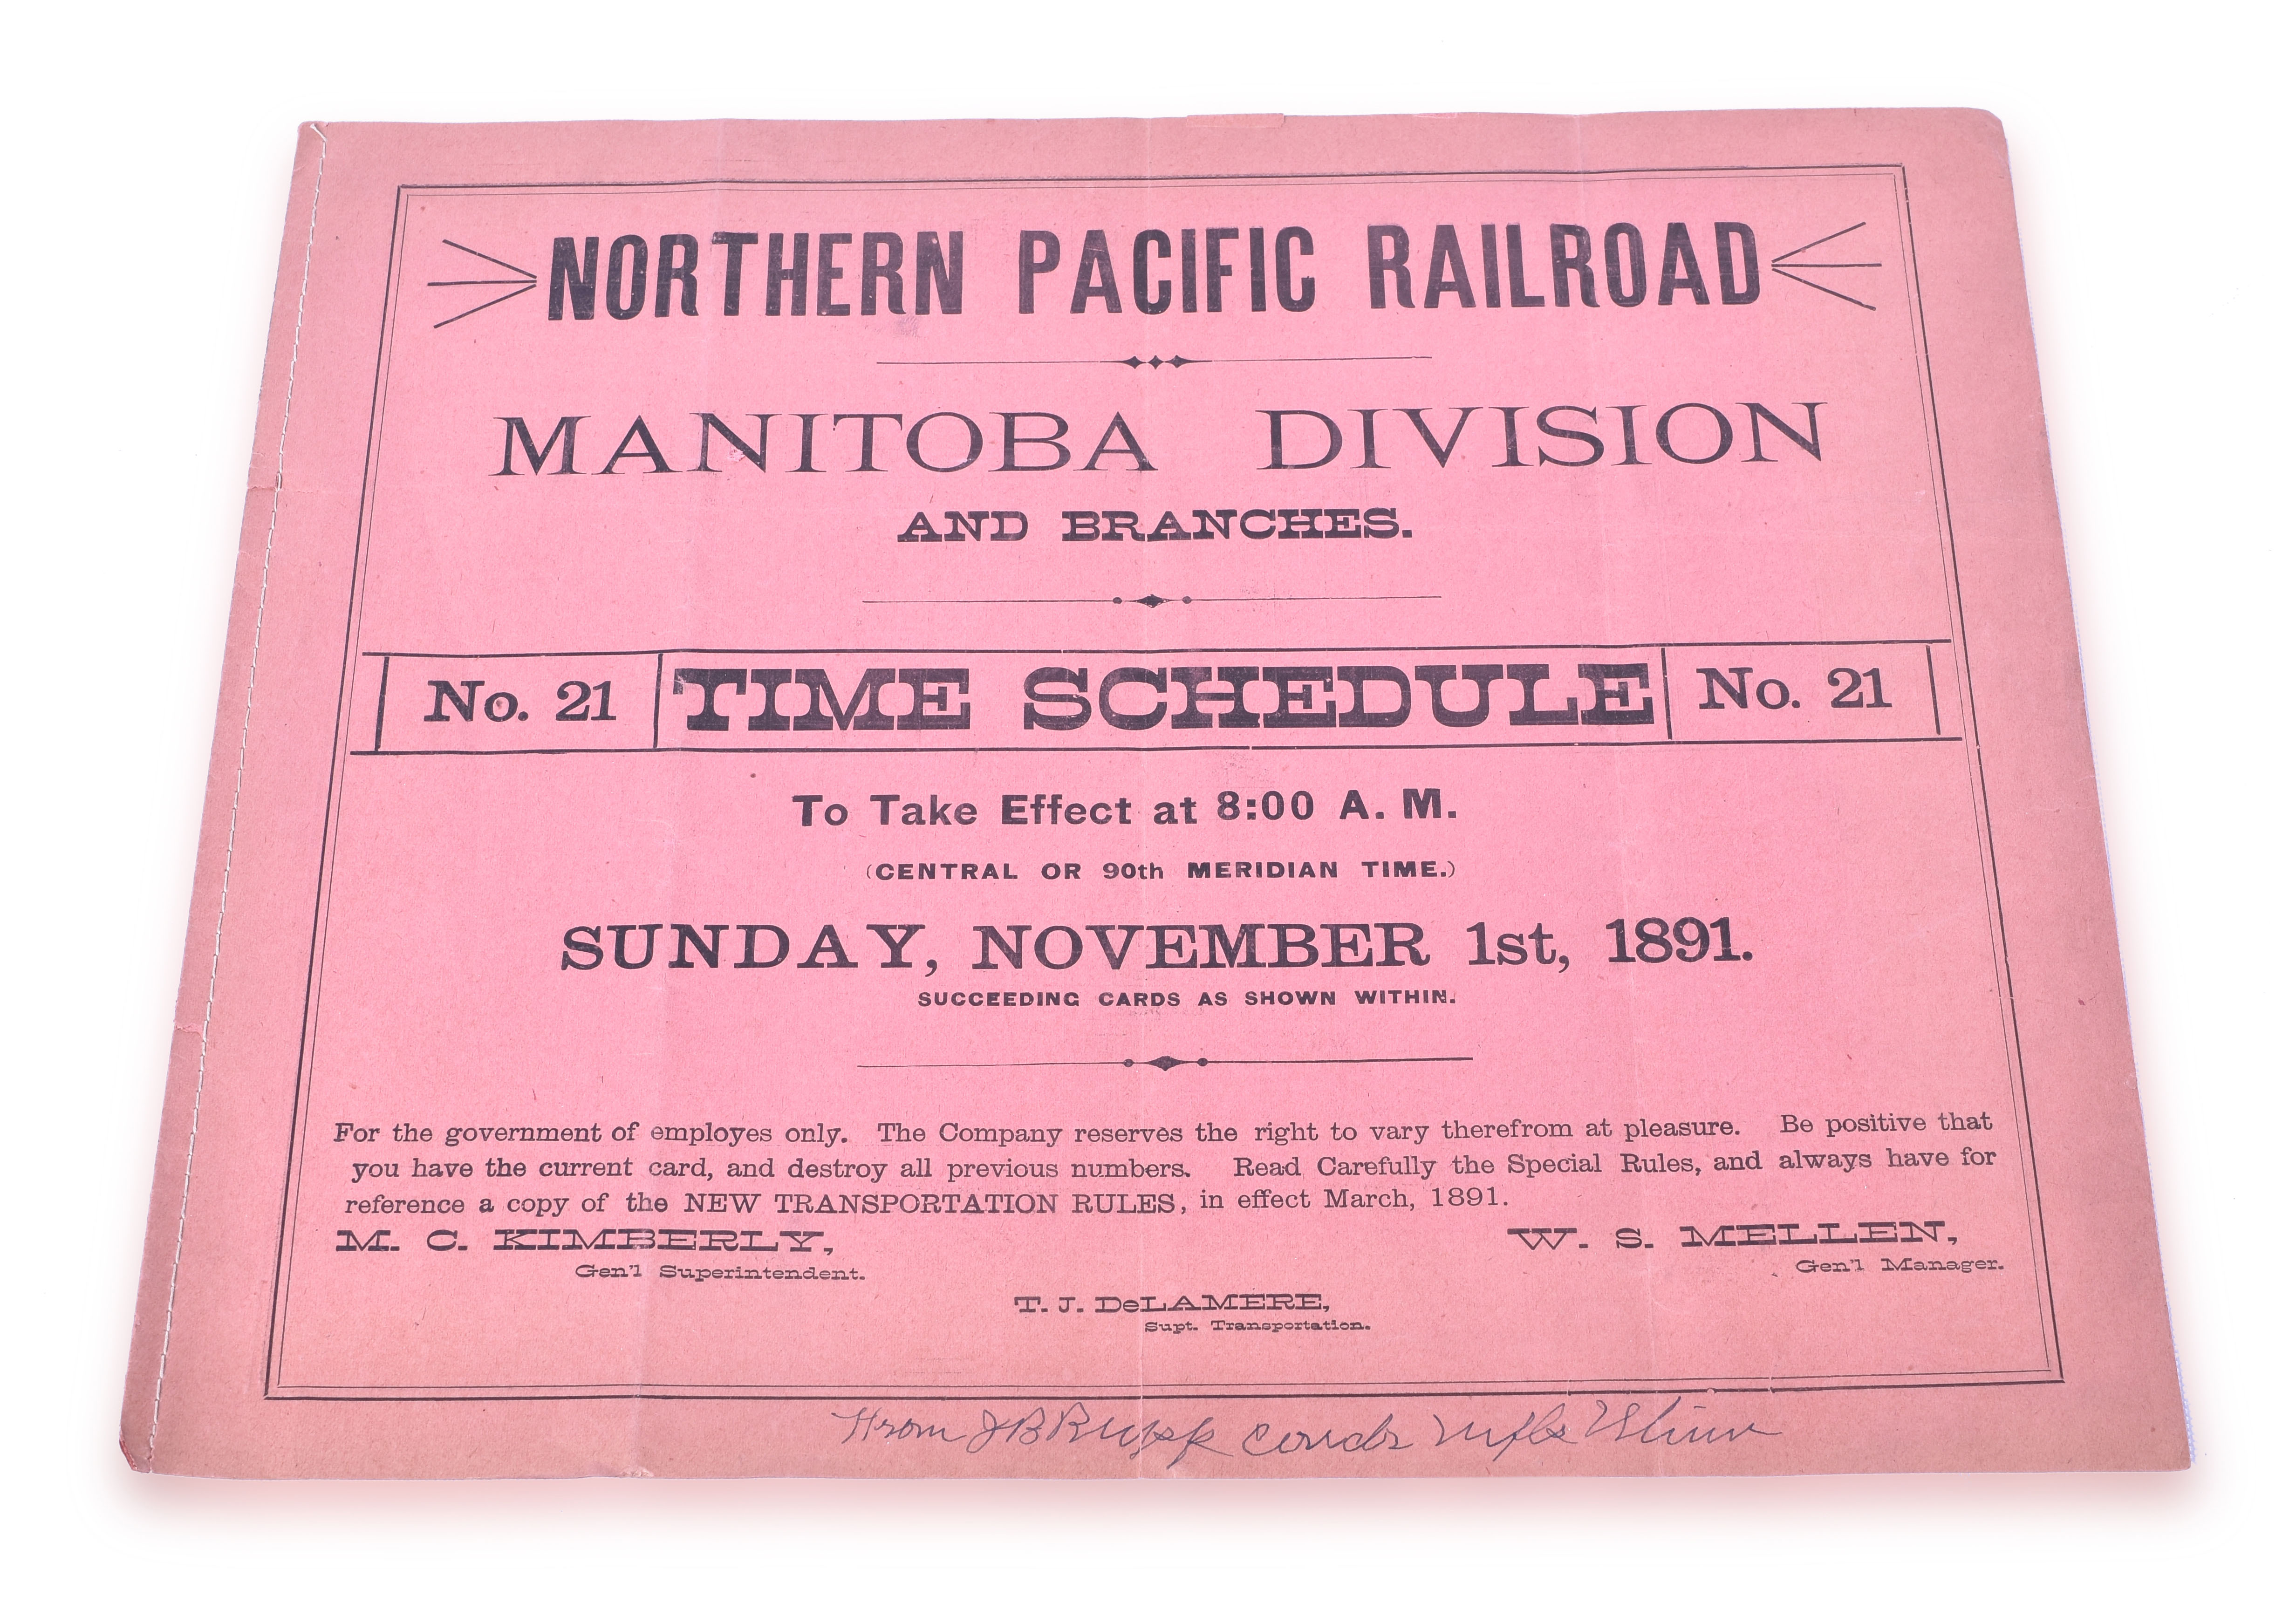 NORTHERN PACIFIC RAILROAD
MANITOBA DIVISION
AND BRANCHES.
No. 21 TIME SCHEDULE No. 21
To Take Effect at 8:00 A. M.
(CENTRAL OR 90th MERIDIAN TIME.)
SUNDAY, NOVEMBER 1st, 1891.
SUCCEEDING CARDS AS SHOWN WITHIN.
For the government of employes only. The Company reserves the right to vary therefrom at pleasure. Be positive that
you have the current card, and destroy all previous numbers. Read Carefully the Special Rules, and always have for
reference a copy of the NEW TRANSPORTATION RULES, in effect March, 1891.
M. C. KIMBERLY, W. S. MELLEN,
Gen'l Superintendent. Gen'l Manager.
T. J. DeLAMERE,
Supt. Transportation.
From J B Rupp